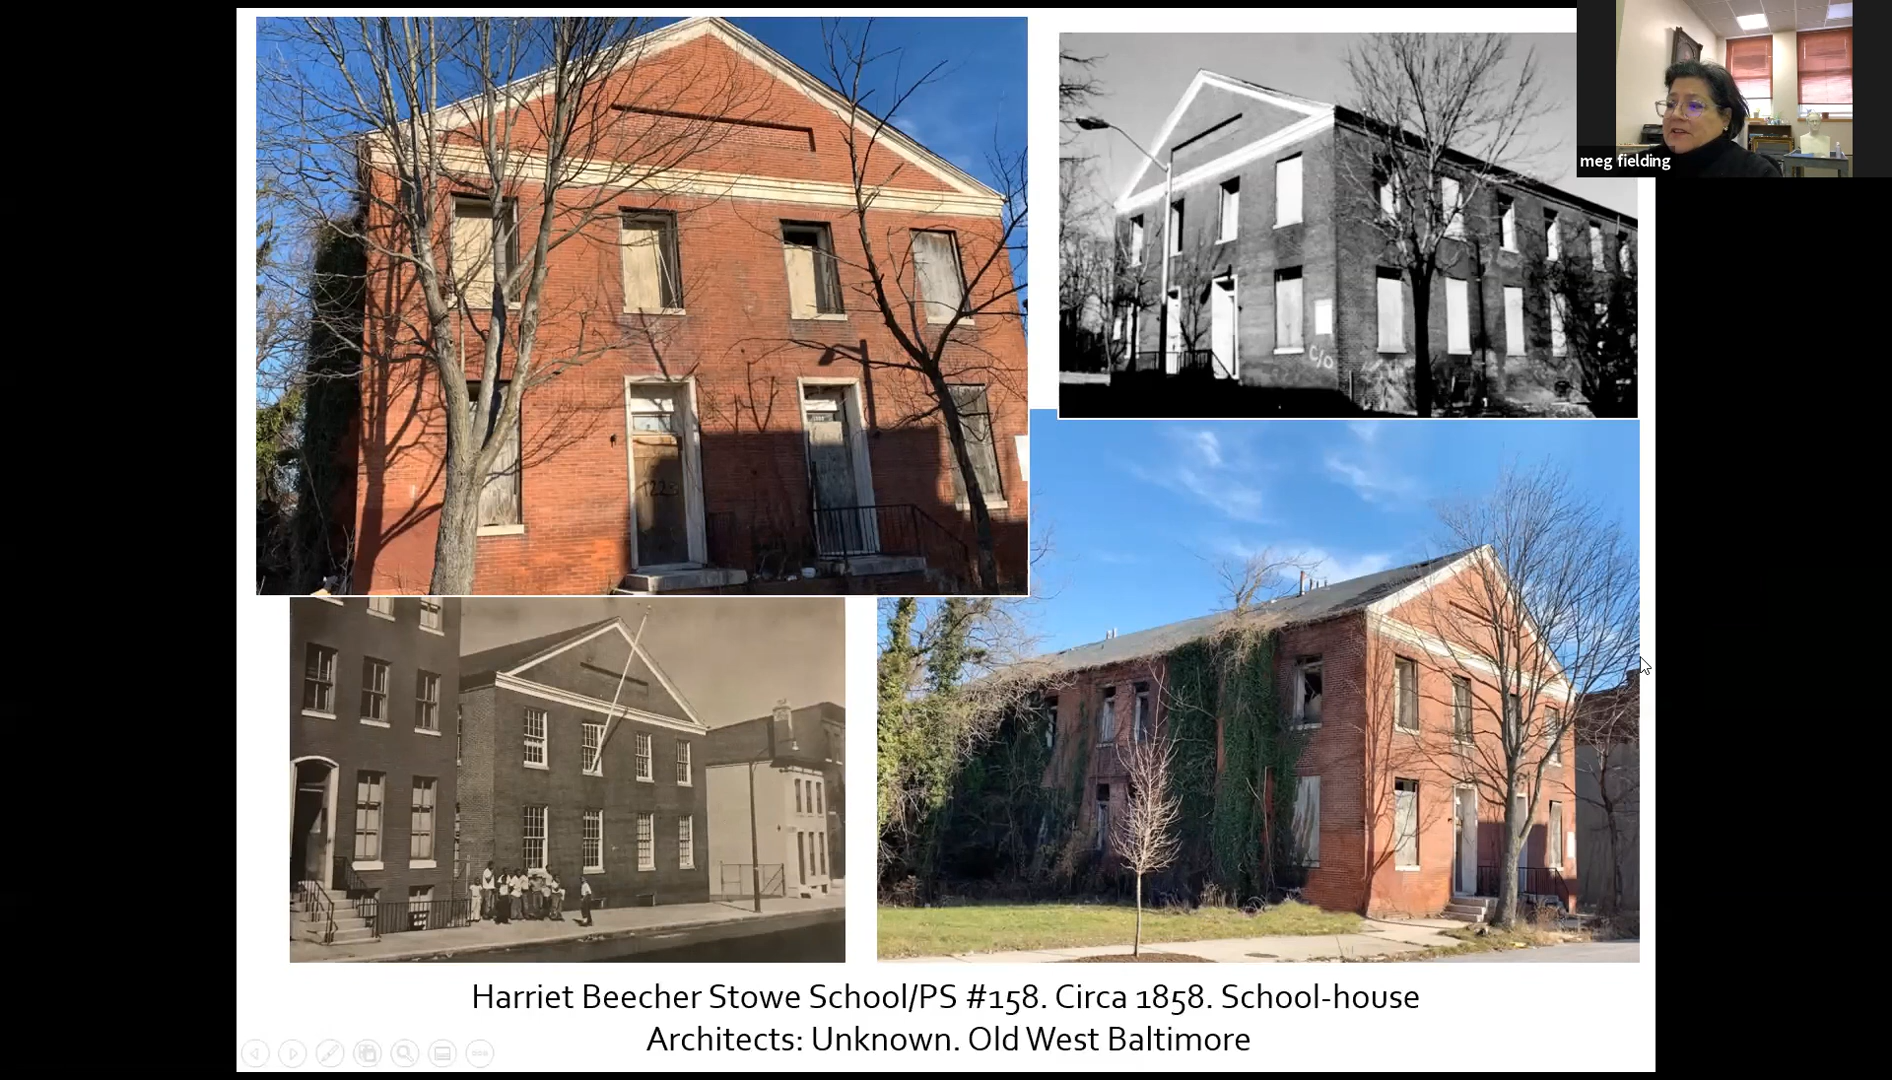 meg fielding
C/O
1223
Harriet Beecher Stowe School/PS #158. Circa 1858. School-house
Architects: Unknown. Old West Baltimore